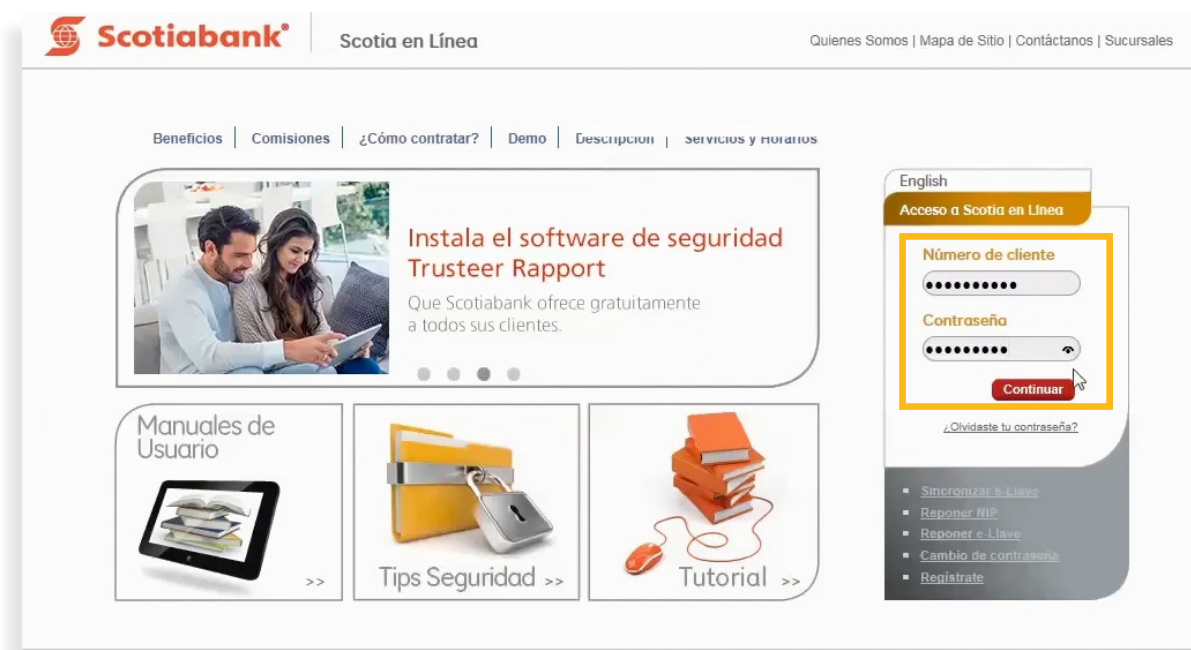 Scotiabank®
Scotia en Línea
Quienes Somos | Mapa de Sitio | Contáctanos | Sucursales
Beneficios | Comisiones | ¿Cómo contratar? | Demo | Descripción | Servicios y Horarios
Instala el software de seguridad
Trusteer Rapport
Que Scotiabank ofrece gratuitamente
a todos sus clientes.
English
Acceso a Scotia en Línea
Número de cliente
••••••••••
Contraseña
•••••••••
Continuar
¿Olvidaste tu contraseña?
Manuales de
Usuario
>>
Tips Seguridad >>
Tutorial >>
Sincronizar e-Llave
Reponer NIP
Reponer e-Llave
Cambio de contraseña
Regístrate